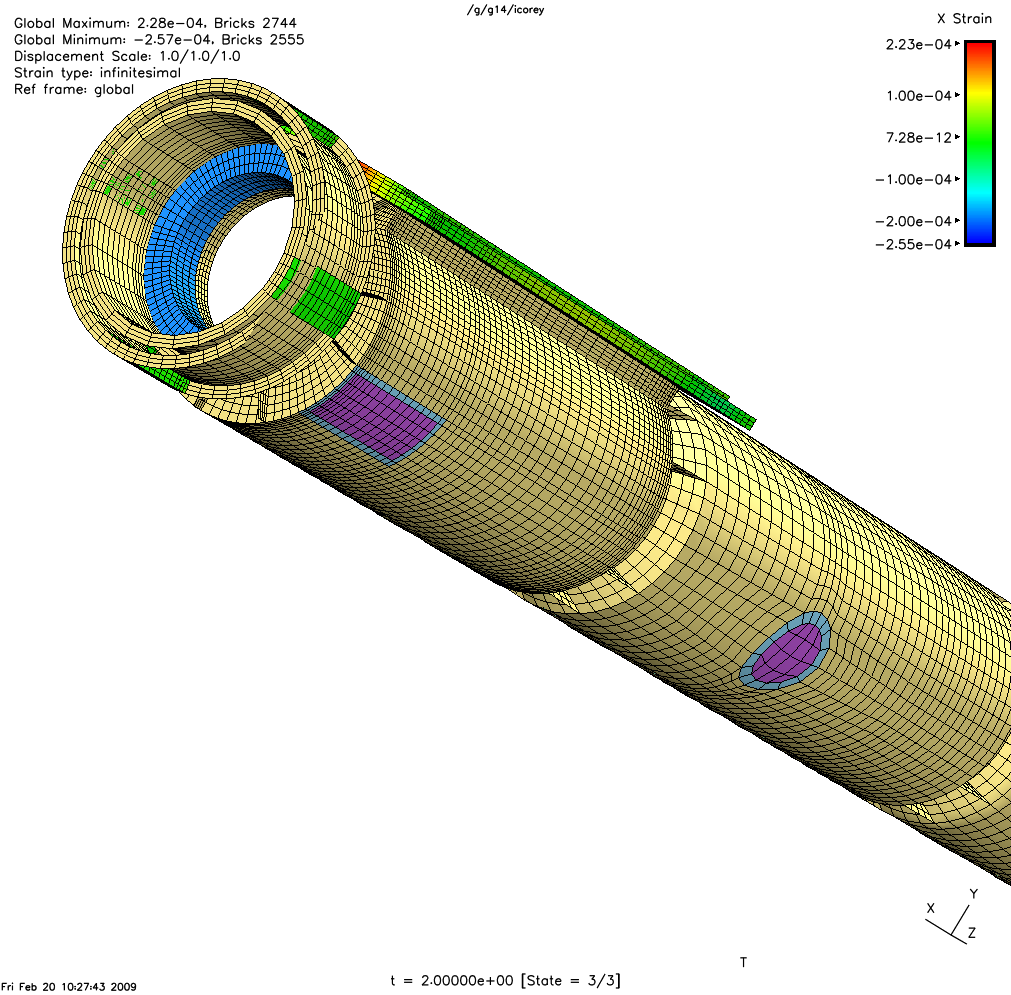 /g/g14/icorey
Global Maximum: 2.28e-04, Bricks 2744
Global Minimum: -2.57e-04, Bricks 2555
Displacement Scale: 1.0/1.0/1.0
Strain type: infinitesimal
Ref frame: global
X Strain
2.23e-04
1.00e-04
7.28e-12
-1.00e-04
-2.00e-04
-2.55e-04
Y
X
Z
T
t = 2.00000e+00 [State = 3/3]
Fri Feb 20 10:27:43 2009